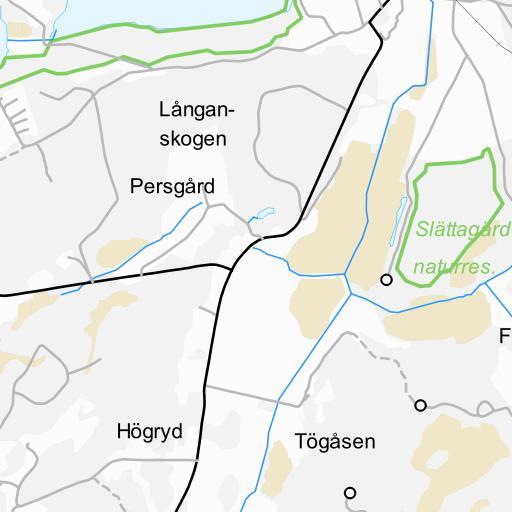 Långan-
skogen
Persgård
Slättagård
naturres.
F
Högryd
Tögåsen